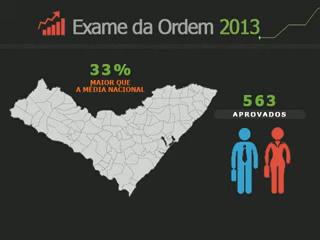 Exame da Ordem 2013
33%
MAIOR QUE
A MÉDIA NACIONAL
563
APROVADOS